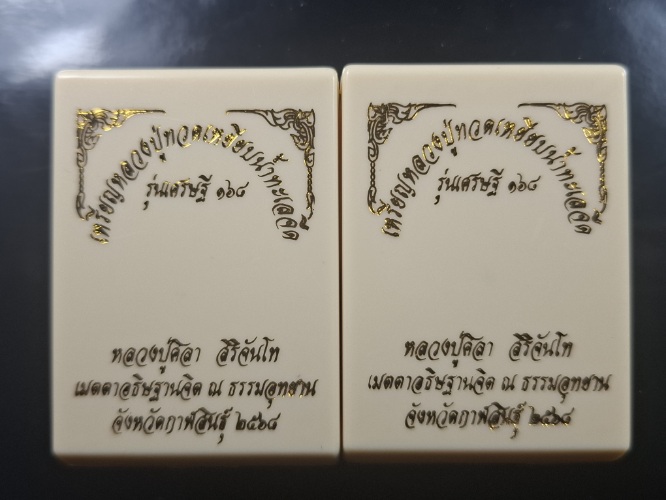 เหรียญหลวงปู่ทวดเหยียบน้ำทะเลจืด
รุ่นเศรษฐี ๑๖๘
หลวงปู่ศิลา สิริจันโท
เมตตาอธิษฐานจิต ณ ธรรมอุทยาน
จังหวัดกาฬสินธุ์ ๒๕๖๘
เหรียญหลวงปู่ทวดเหยียบน้ำทะเลจืด
รุ่นเศรษฐี ๑๖๘
หลวงปู่ศิลา สิริจันโท
เมตตาอธิษฐานจิต ณ ธรรมอุทยาน
จังหวัดกาฬสินธุ์ ๒๕๖๘